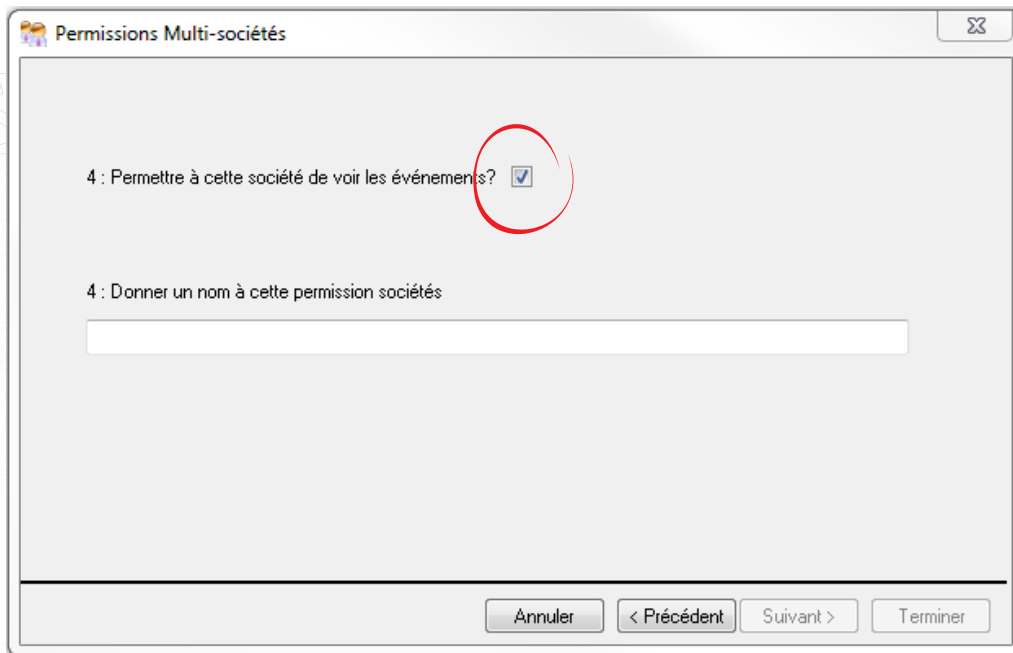 Permissions Multi-sociétés
4 : Permettre à cette société de voir les événements?
4 : Donner un nom à cette permission sociétés
Annuler
< Précédent
Suivant >
Terminer